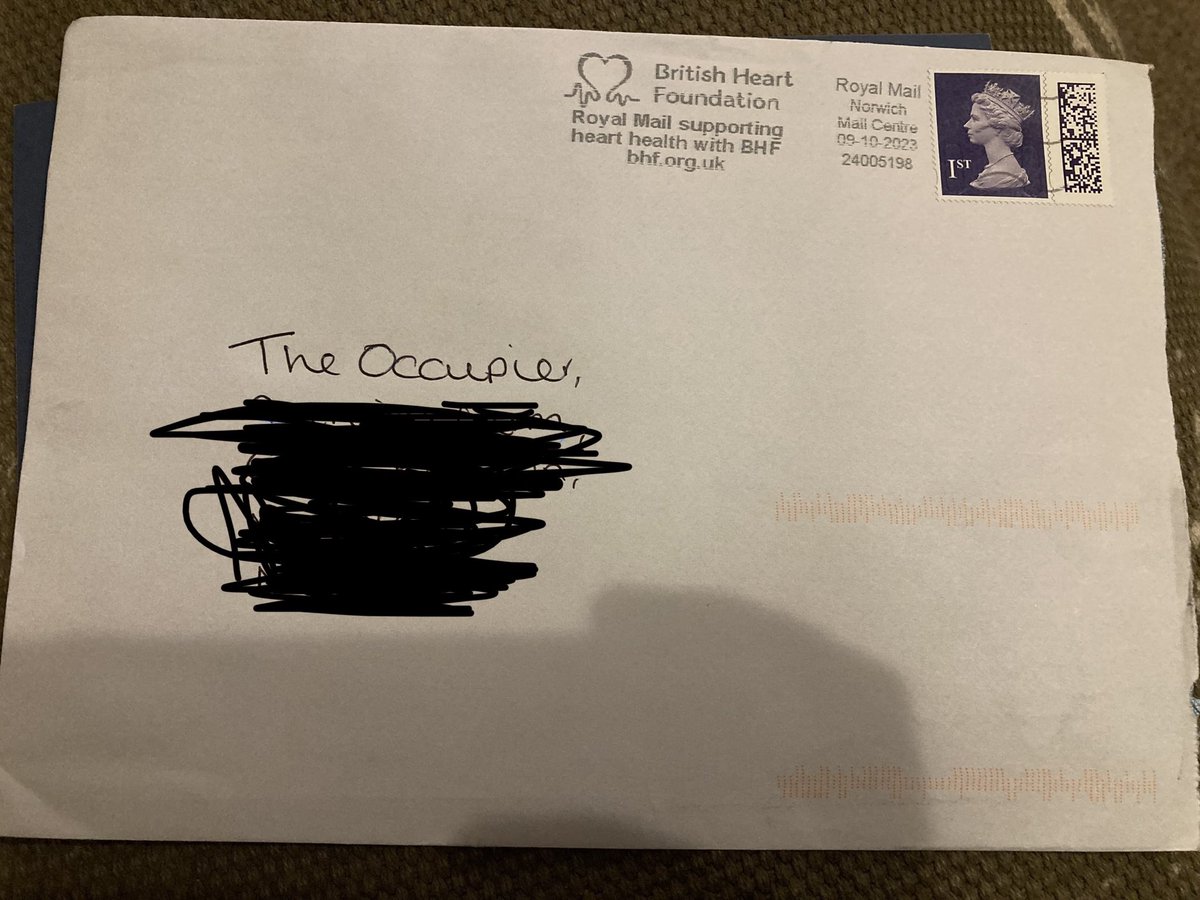 British Heart
Foundation
Royal Mail supporting
heart health with BHF
bhf.org.uk
Royal Mail
Norwich
Mail Centre
09-10-2023
24005198
1ST
The Occupier,